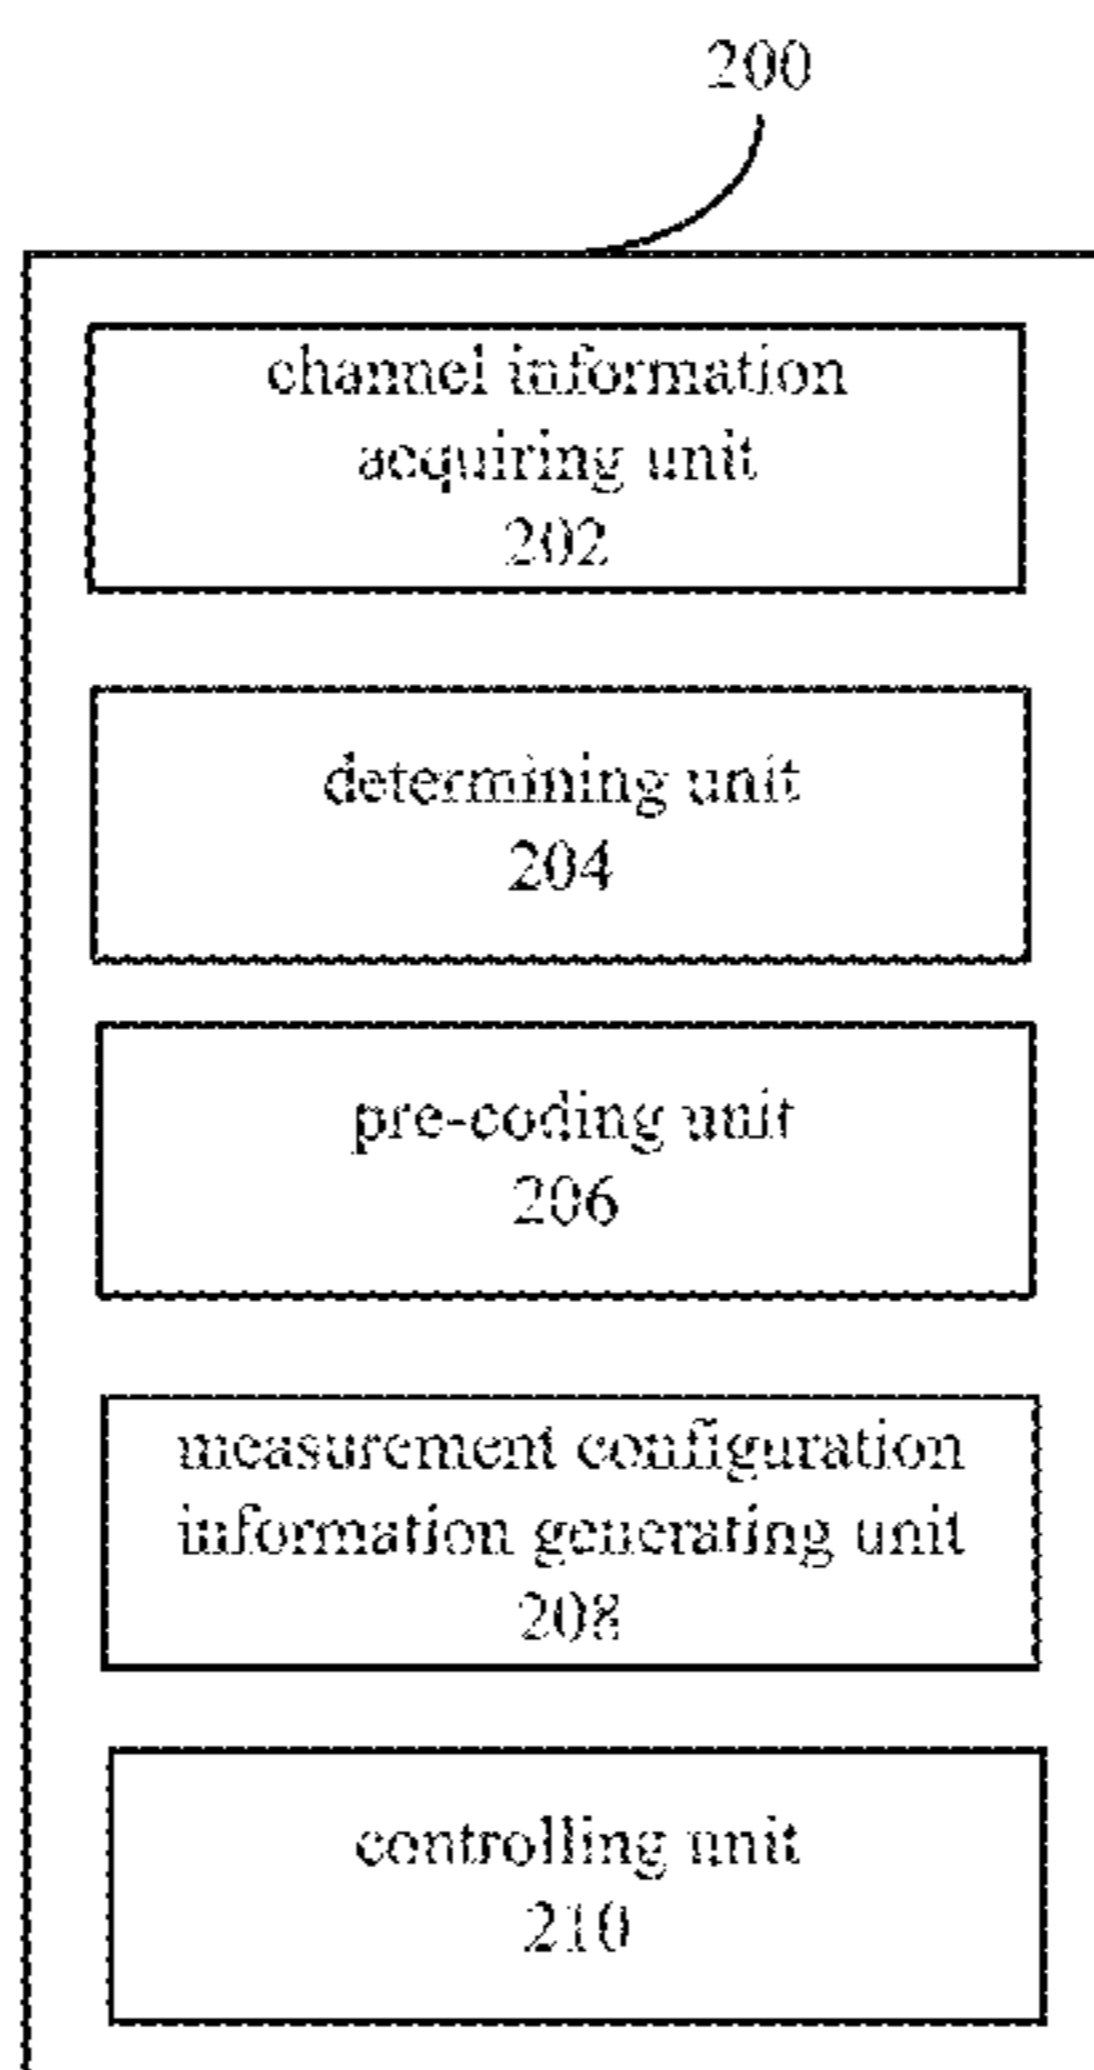 200
channel information
acquiring unit
202
determining unit
204
pre-coding unit
206
measurement configuration
information generating unit
208
controlling unit
210